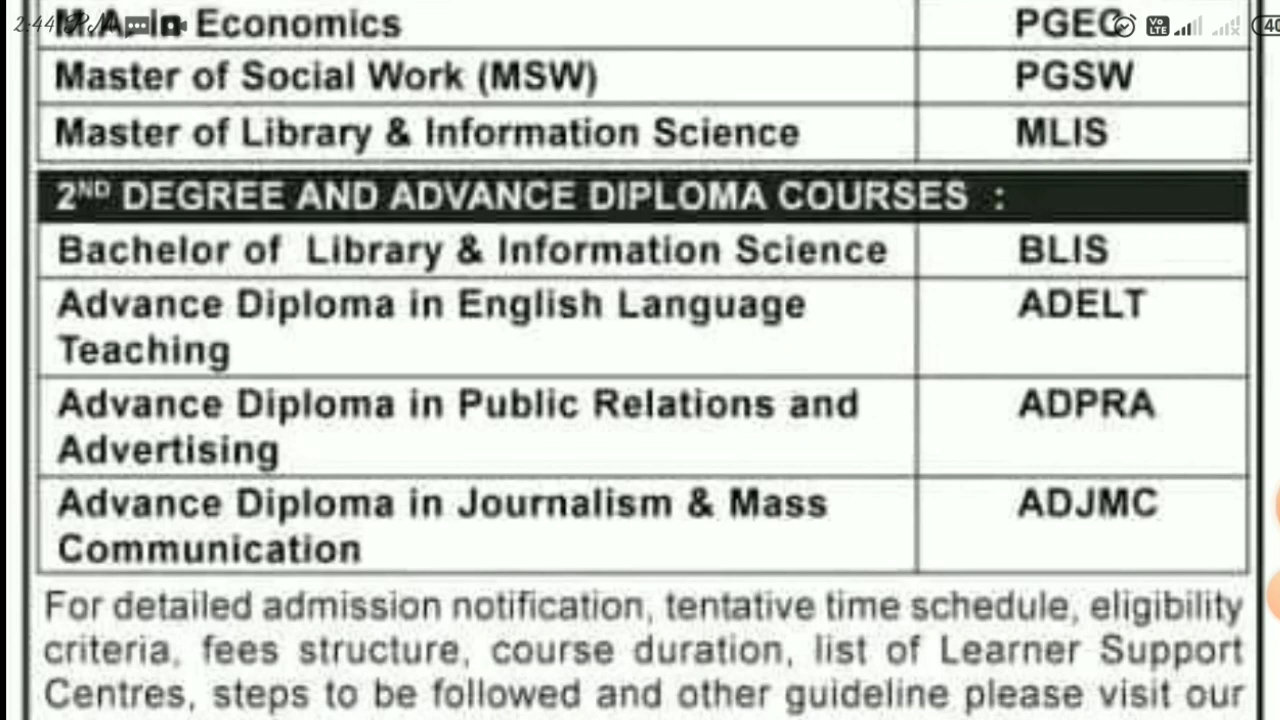 2:44 PM
M.A. in Economics PGEC
Master of Social Work (MSW) PGSW
Master of Library & Information Science MLIS
2ND DEGREE AND ADVANCE DIPLOMA COURSES :
Bachelor of Library & Information Science BLIS
Advance Diploma in English Language ADELT
Teaching
Advance Diploma in Public Relations and ADPRA
Advertising
Advance Diploma in Journalism & Mass ADJMC
Communication
For detailed admission notification, tentative time schedule, eligibility
criteria, fees structure, course duration, list of Learner Support
Centres, steps to be followed and other guideline please visit our